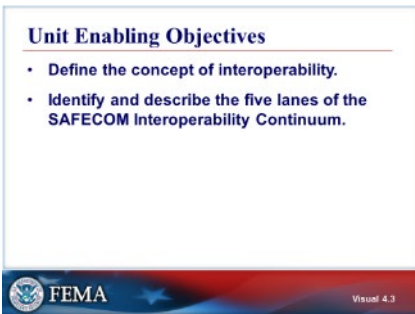 Unit Enabling Objectives
• Define the concept of interoperability.
• Identify and describe the five lanes of the
SAFECOM Interoperability Continuum.
FEMA
Visual 4.3